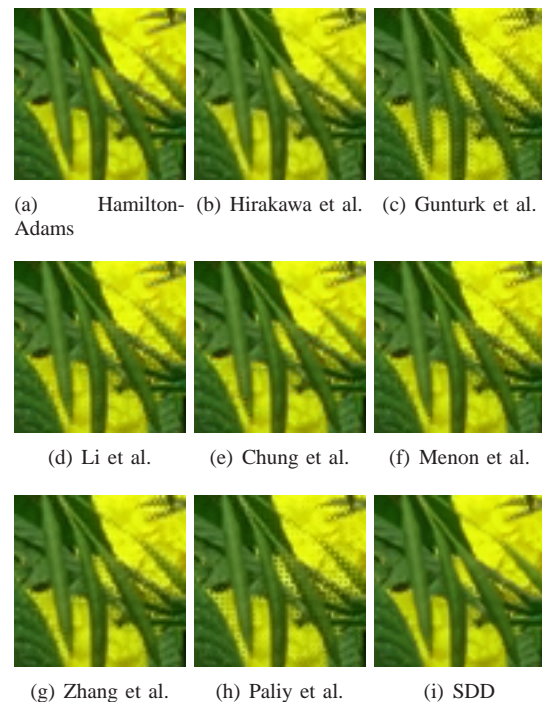 (a) Hamilton-
Adams
(b) Hirakawa et al.
(c) Gunturk et al.
(d) Li et al.
(e) Chung et al.
(f) Menon et al.
(g) Zhang et al.
(h) Paliy et al.
(i) SDD